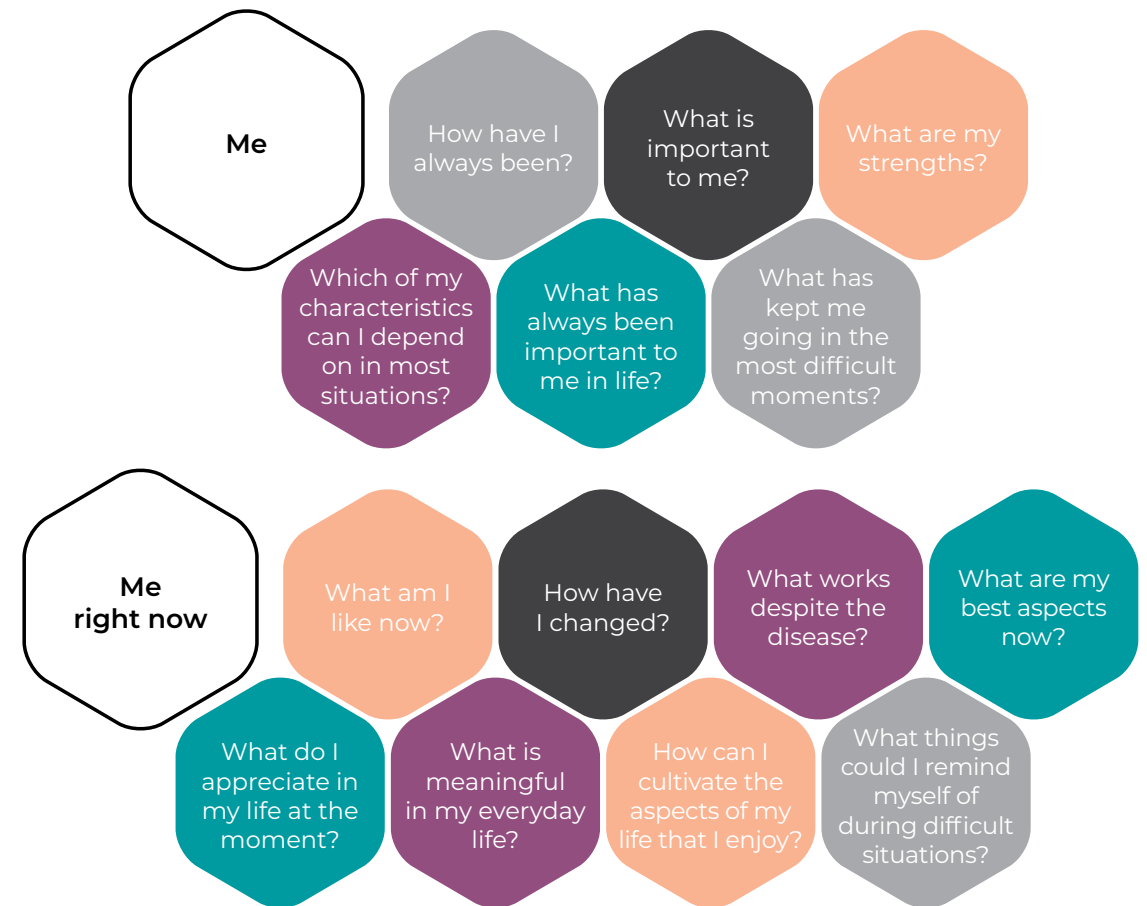 Me
How have I
always been?
What is
important
to me?
What are my
strengths?
Which of my
characteristics
can I depend
on in most
situations?
What has
always been
important to
me in life?
What has
kept me
going in the
most difficult
moments?
Me
right now
What am I
like now?
How have
I changed?
What works
despite the
disease?
What are my
best aspects
now?
What do I
appreciate in
my life at the
moment?
What is
meaningful
in my everyday
life?
How can I
cultivate the
aspects of my
life that I enjoy?
What things
could I remind
myself of
during difficult
situations?